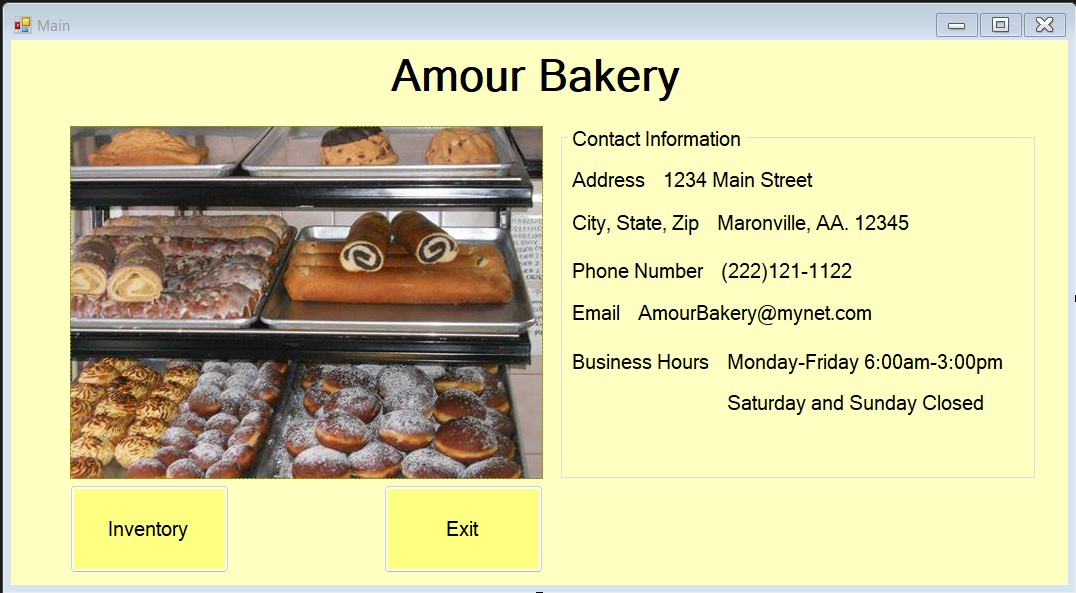 Main
Amour Bakery
Contact Information
Address 1234 Main Street
City, State, Zip Maronville, AA. 12345
Phone Number (222)121-1122
Email AmourBakery@mynet.com
Business Hours Monday-Friday 6:00am-3:00pm
Saturday and Sunday Closed
Inventory
Exit